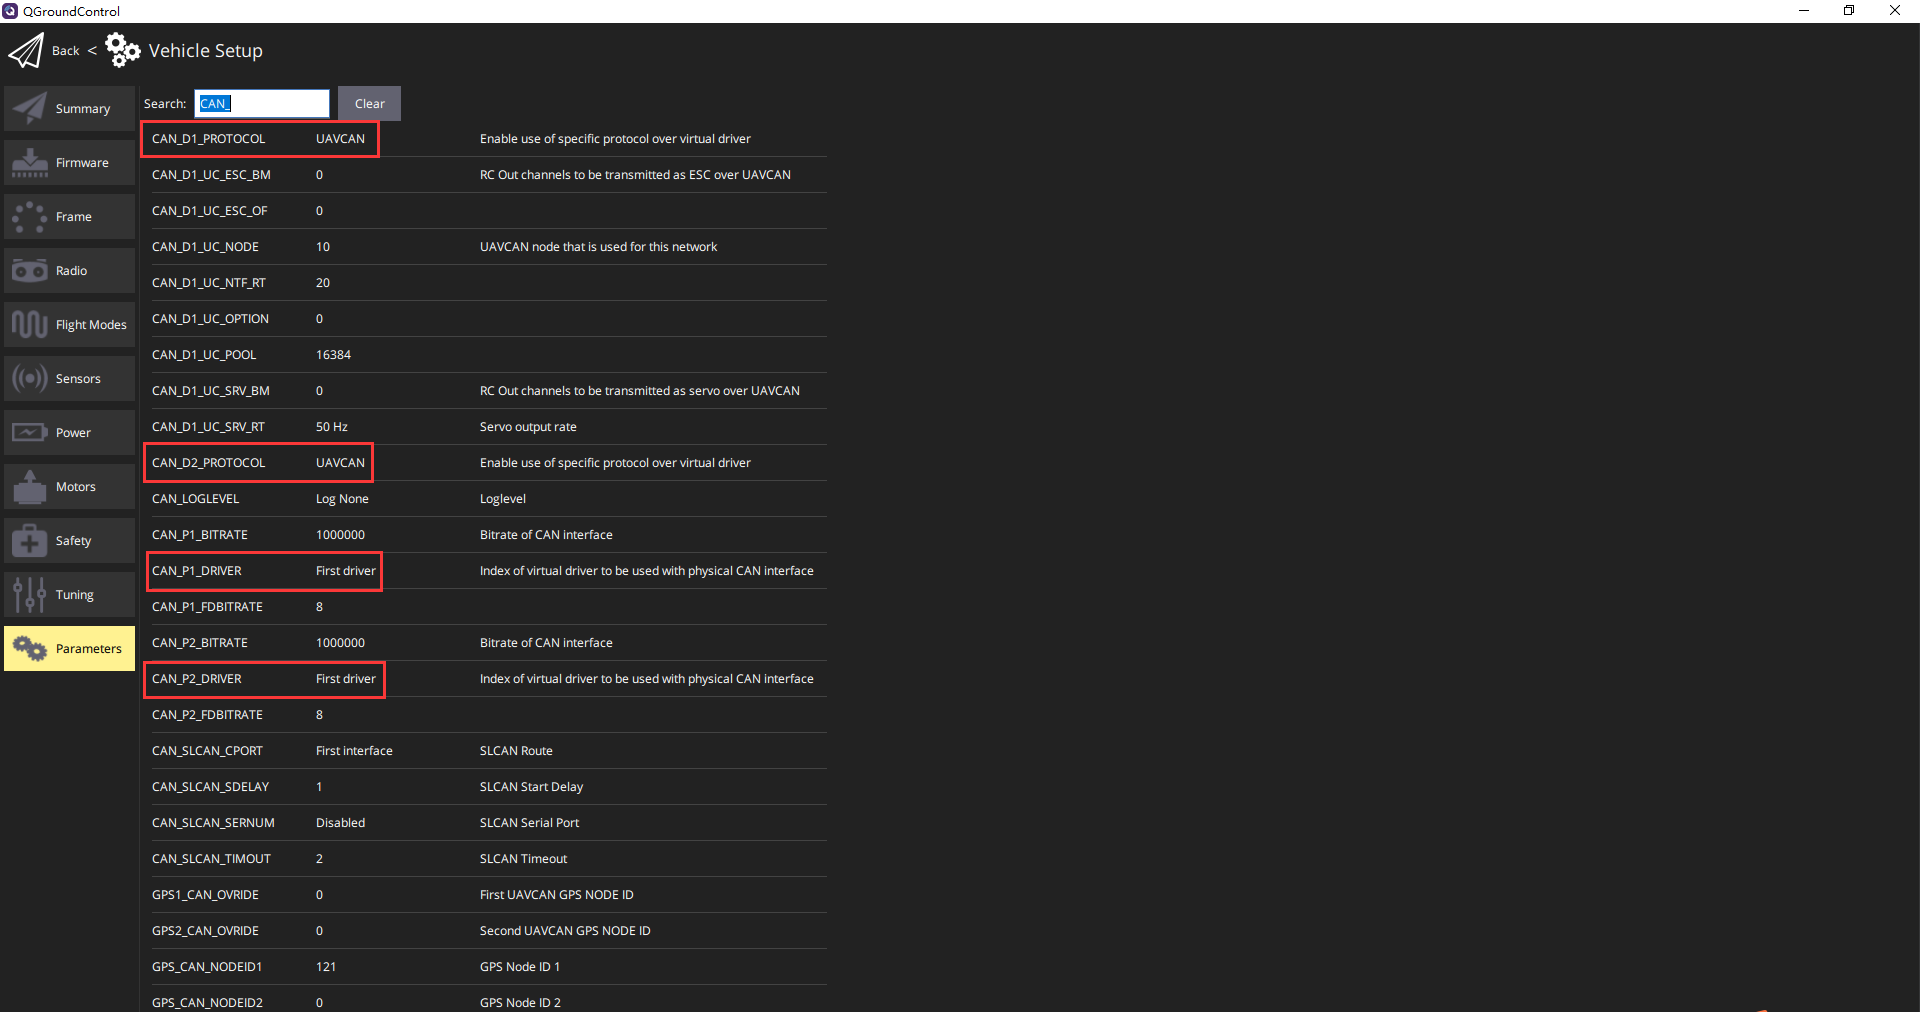 QGroundControl
Back < Vehicle Setup
Summary
Firmware
Frame
Radio
Flight Modes
Sensors
Power
Motors
Safety
Tuning
Parameters
Search: CAN_ Clear
CAN_D1_PROTOCOL UAVCAN Enable use of specific protocol over virtual driver
CAN_D1_UC_ESC_BM 0 RC Out channels to be transmitted as ESC over UAVCAN
CAN_D1_UC_ESC_OF 0
CAN_D1_UC_NODE 10 UAVCAN node that is used for this network
CAN_D1_UC_NTF_RT 20
CAN_D1_UC_OPTION 0
CAN_D1_UC_POOL 16384
CAN_D1_UC_SRV_BM 0 RC Out channels to be transmitted as servo over UAVCAN
CAN_D1_UC_SRV_RT 50 Hz Servo output rate
CAN_D2_PROTOCOL UAVCAN Enable use of specific protocol over virtual driver
CAN_LOGLEVEL Log None Loglevel
CAN_P1_BITRATE 1000000 Bitrate of CAN interface
CAN_P1_DRIVER First driver Index of virtual driver to be used with physical CAN interface
CAN_P1_FDBITRATE 8
CAN_P2_BITRATE 1000000 Bitrate of CAN interface
CAN_P2_DRIVER First driver Index of virtual driver to be used with physical CAN interface
CAN_P2_FDBITRATE 8
CAN_SLCAN_CPORT First interface SLCAN Route
CAN_SLCAN_SDELAY 1 SLCAN Start Delay
CAN_SLCAN_SERNUM Disabled SLCAN Serial Port
CAN_SLCAN_TIMOUT 2 SLCAN Timeout
GPS1_CAN_OVRIDE 0 First UAVCAN GPS NODE ID
GPS2_CAN_OVRIDE 0 Second UAVCAN GPS NODE ID
GPS_CAN_NODEID1 121 GPS Node ID 1
GPS_CAN_NODEID2 0 GPS Node ID 2